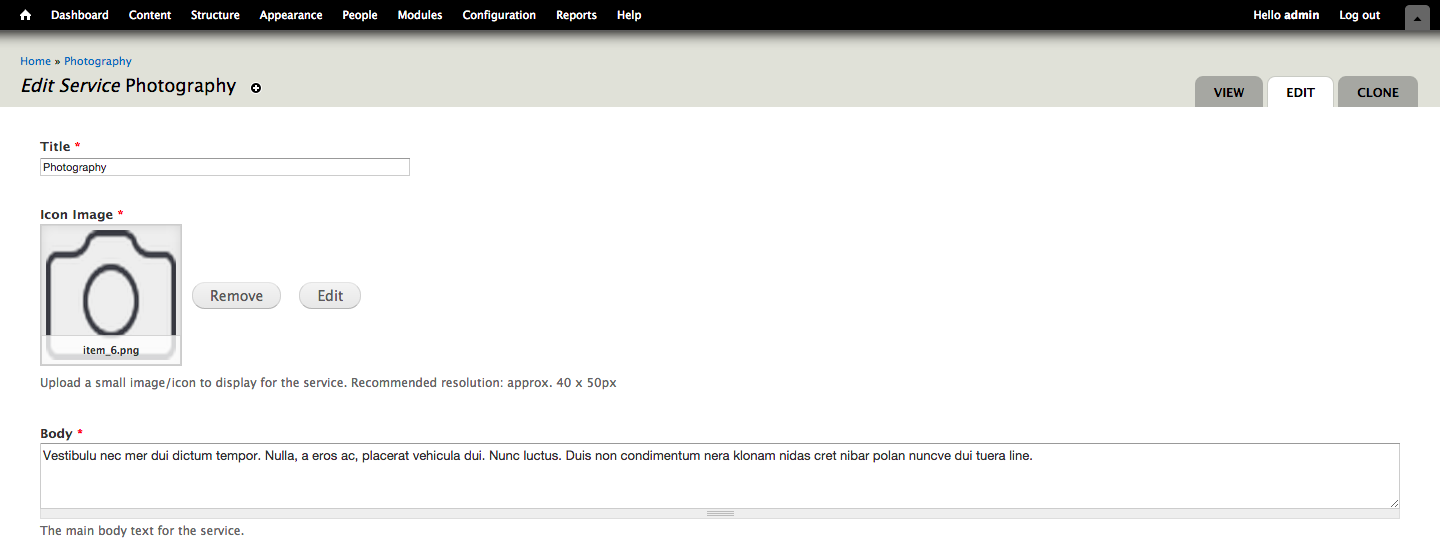 Dashboard Content Structure Appearance People Modules Configuration Reports Help Hello admin Log out
Home » Photography
Edit Service Photography
VIEW EDIT CLONE
Title *
Photography
Icon Image *
item_6.png
Remove Edit
Upload a small image/icon to display for the service. Recommended resolution: approx. 40 x 50px
Body *
Vestibulu nec mer dui dictum tempor. Nulla, a eros ac, placerat vehicula dui. Nunc luctus. Duis non condimentum nera klonam nidas cret nibar polan nuncve dui tuera line.
The main body text for the service.